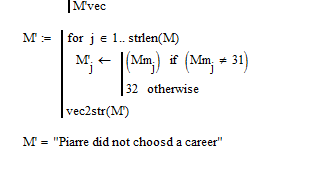 M'vec
M' := for j ∈ 1.. strlen(M)
M'j ← (Mmj) if (Mmj ≠ 31)
32 otherwise
vec2str(M')
M' = "Piarre did not choosd a career"